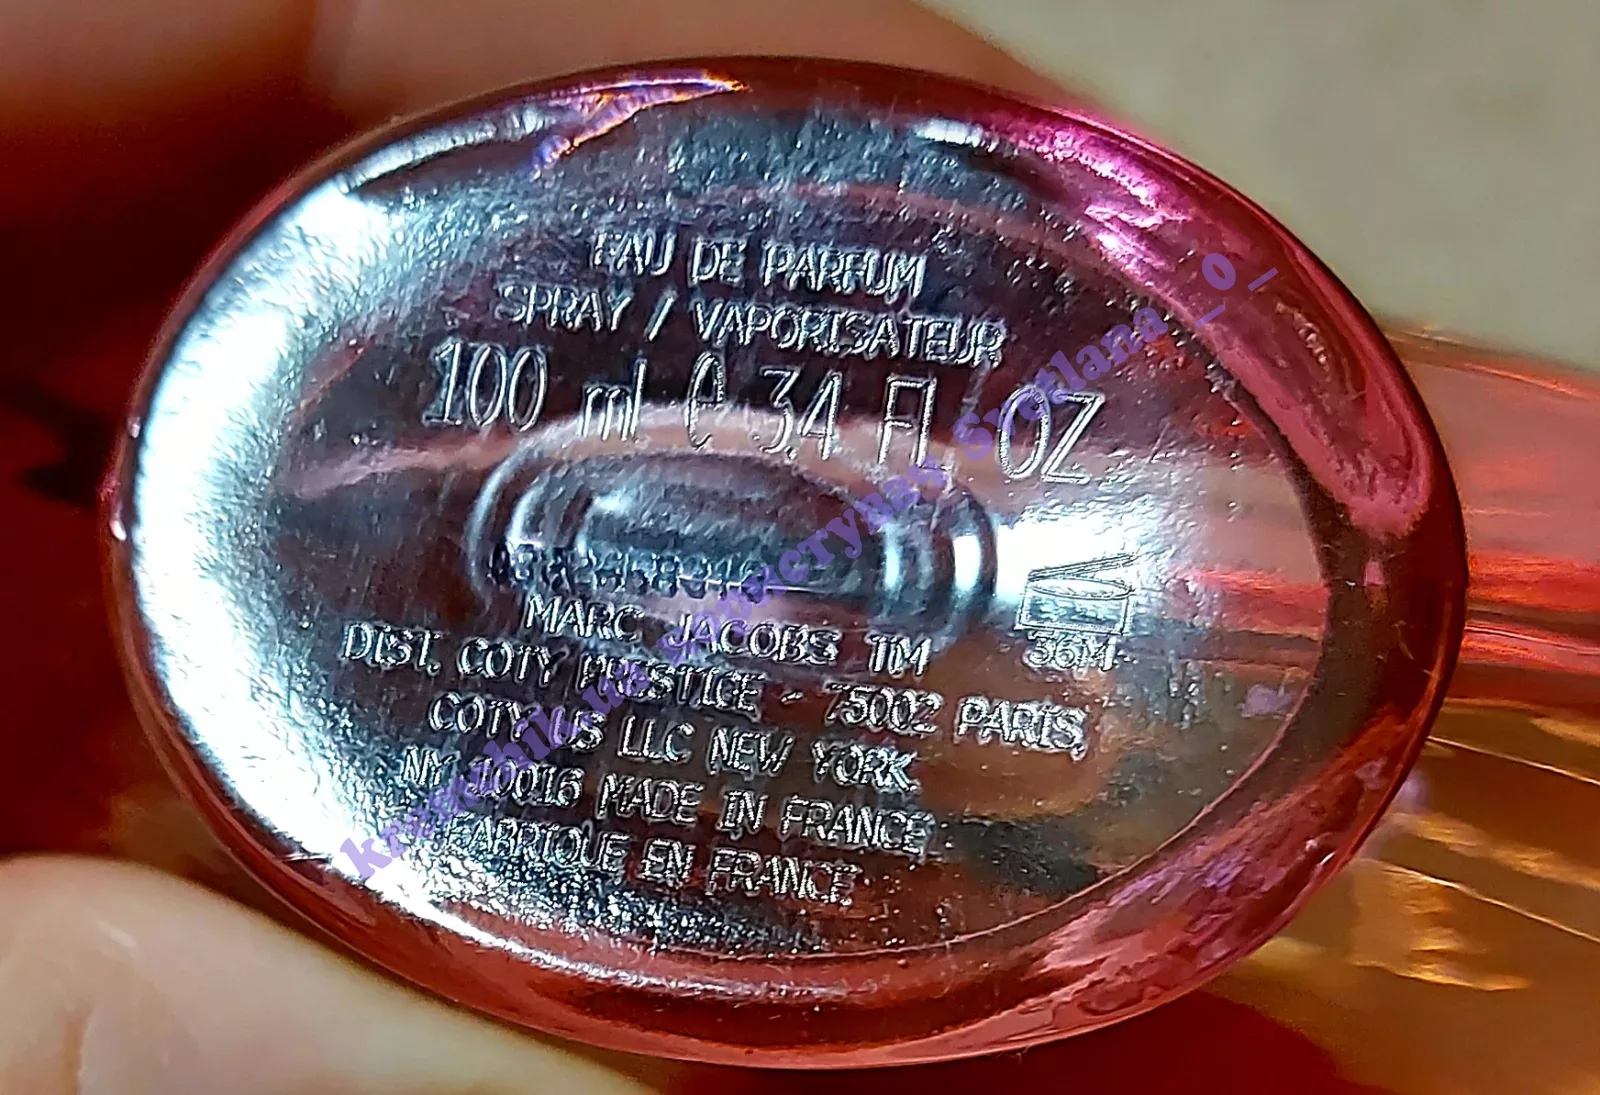 EAU DE PARFUM
SPRAY / VAPORISATEUR
100 ml e 3.4 FL. OZ
MARC JACOBS TM
36M
DIST. COTY PRESTIGE - 75002 PARIS,
COTY US LLC NEW YORK
NY 10016 MADE IN FRANCE
FABRIQUE EN FRANCE
Svetlana_o_